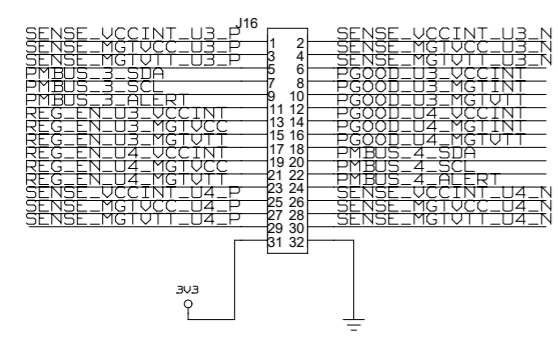 J16
SENSE_VCCINT_U3_P 1 2 SENSE_VCCINT_U3_N
SENSE_MGTVCC_U3_P 3 4 SENSE_MGTVCC_U3_N
SENSE_MGTVTT_U3_P 5 6 SENSE_MGTVTT_U3_N
PMBUS_3_SDA 7 8 PGOOD_U3_VCCINT
PMBUS_3_SCL 9 10 PGOOD_U3_MGTINT
PMBUS_3_ALERT 11 12 PGOOD_U3_MGTVTT
REG_EN_U3_VCCINT 13 14 PGOOD_U4_VCCINT
REG_EN_U3_MGTVCC 15 16 PGOOD_U4_MGTINT
REG_EN_U3_MGTVTT 17 18 PGOOD_U4_MGTVTT
REG_EN_U4_VCCINT 19 20 PMBUS_4_SDA
REG_EN_U4_MGTVCC 21 22 PMBUS_4_SCL
REG_EN_U4_MGTVTT 23 24 PMBUS_4_ALERT
SENSE_VCCINT_U4_P 25 26 SENSE_VCCINT_U4_N
SENSE_MGTVCC_U4_P 27 28 SENSE_MGTVCC_U4_N
SENSE_MGTVTT_U4_P 29 30 SENSE_MGTVTT_U4_N
31 32
3V3